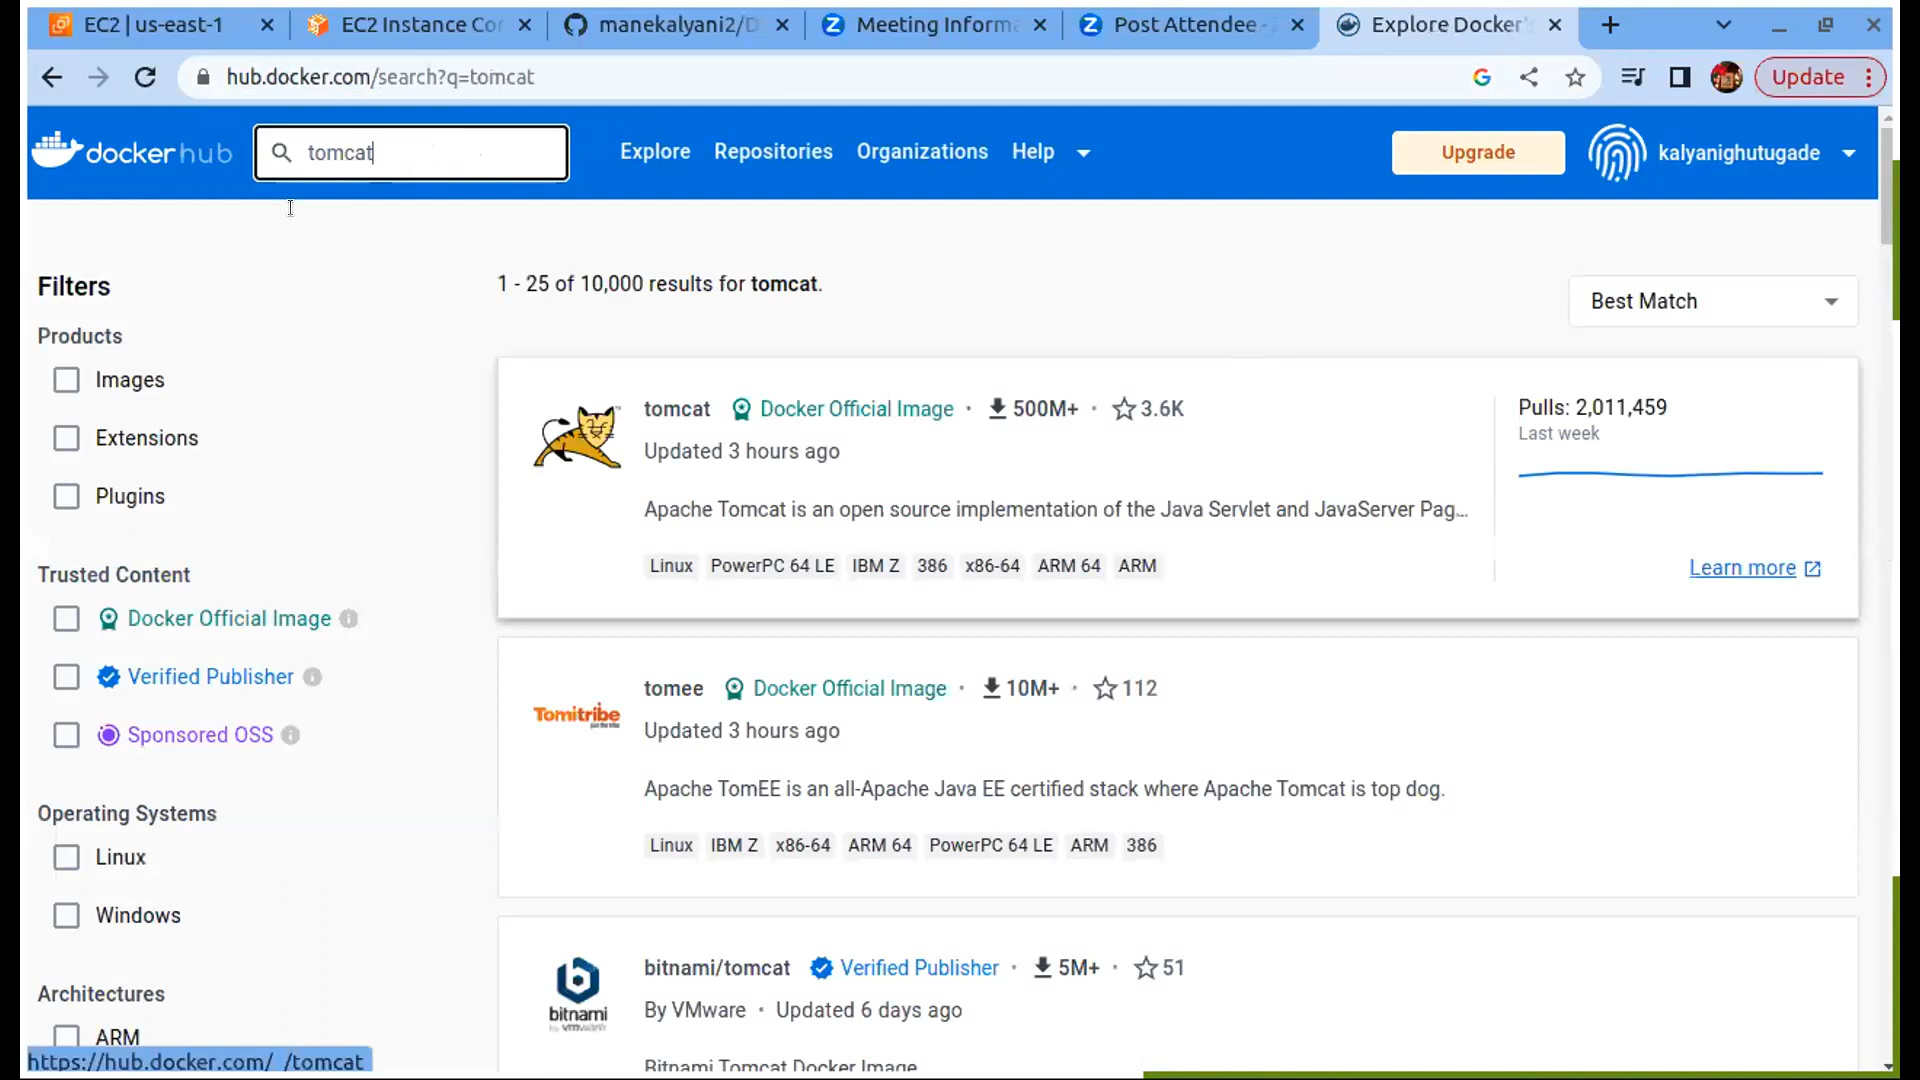 EC2 | us-east-1
EC2 Instance Co
manekalyani2/D
Meeting Inform
Post Attendee -
Explore Docker'
hub.docker.com/search?q=tomcat
Update
docker hub
tomcat
Explore
Repositories
Organizations
Help
Upgrade
kalyanighutugade
Filters
1 - 25 of 10,000 results for tomcat.
Best Match
Products
Images
Extensions
Plugins
Trusted Content
Docker Official Image
Verified Publisher
Sponsored OSS
Operating Systems
Linux
Windows
Architectures
ARM
tomcat Docker Official Image · 500M+ · 3.6K
Updated 3 hours ago
Apache Tomcat is an open source implementation of the Java Servlet and JavaServer Pag...
Linux PowerPC 64 LE IBM Z 386 x86-64 ARM 64 ARM
Pulls: 2,011,459
Last week
Learn more
Tomitribe
tomee Docker Official Image · 10M+ · 112
Updated 3 hours ago
Apache TomEE is an all-Apache Java EE certified stack where Apache Tomcat is top dog.
Linux IBM Z x86-64 ARM 64 PowerPC 64 LE ARM 386
bitnami
by vmware
bitnami/tomcat Verified Publisher · 5M+ · 51
By VMware · Updated 6 days ago
Bitnami Tomcat Docker Image
https://hub.docker.com/_/tomcat